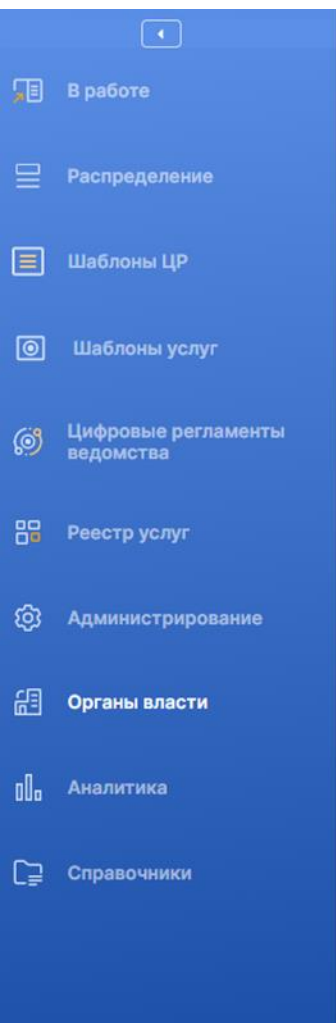 В работе
Распределение
Шаблоны ЦР
Шаблоны услуг
Цифровые регламенты
ведомства
Реестр услуг
Администрирование
Органы власти
Аналитика
Справочники